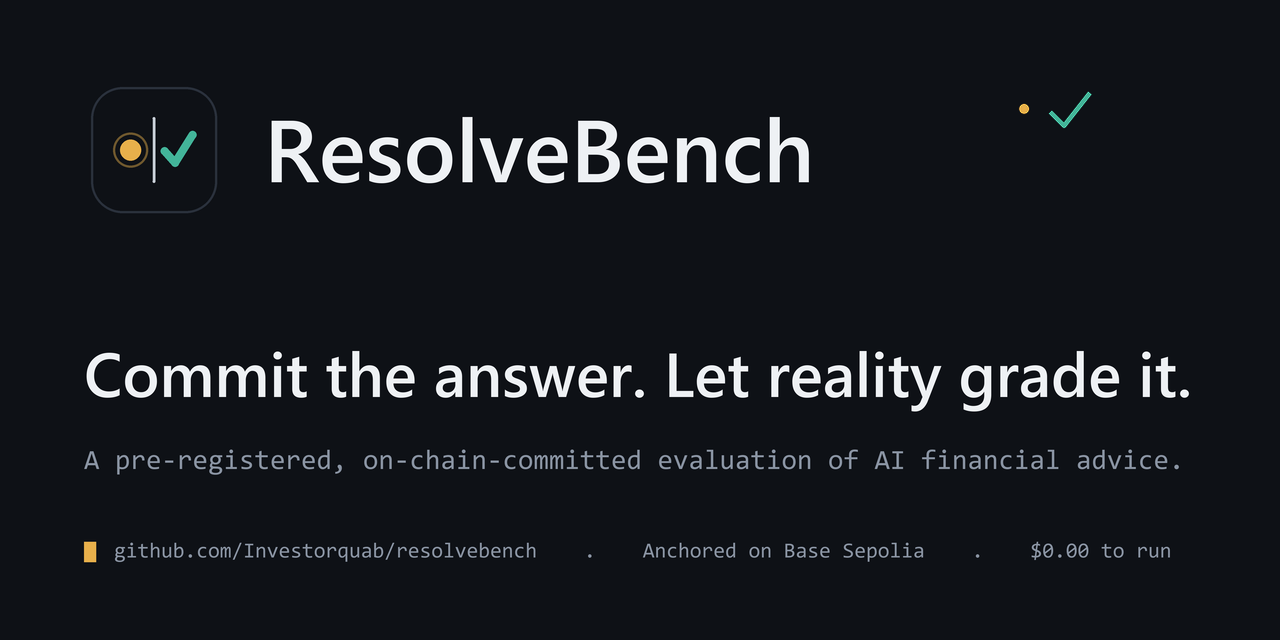 ResolveBench
Commit the answer. Let reality grade it.
A pre-registered, on-chain-committed evaluation of AI financial advice.
github.com/Investorquab/resolvebench . Anchored on Base Sepolia . $0.00 to run